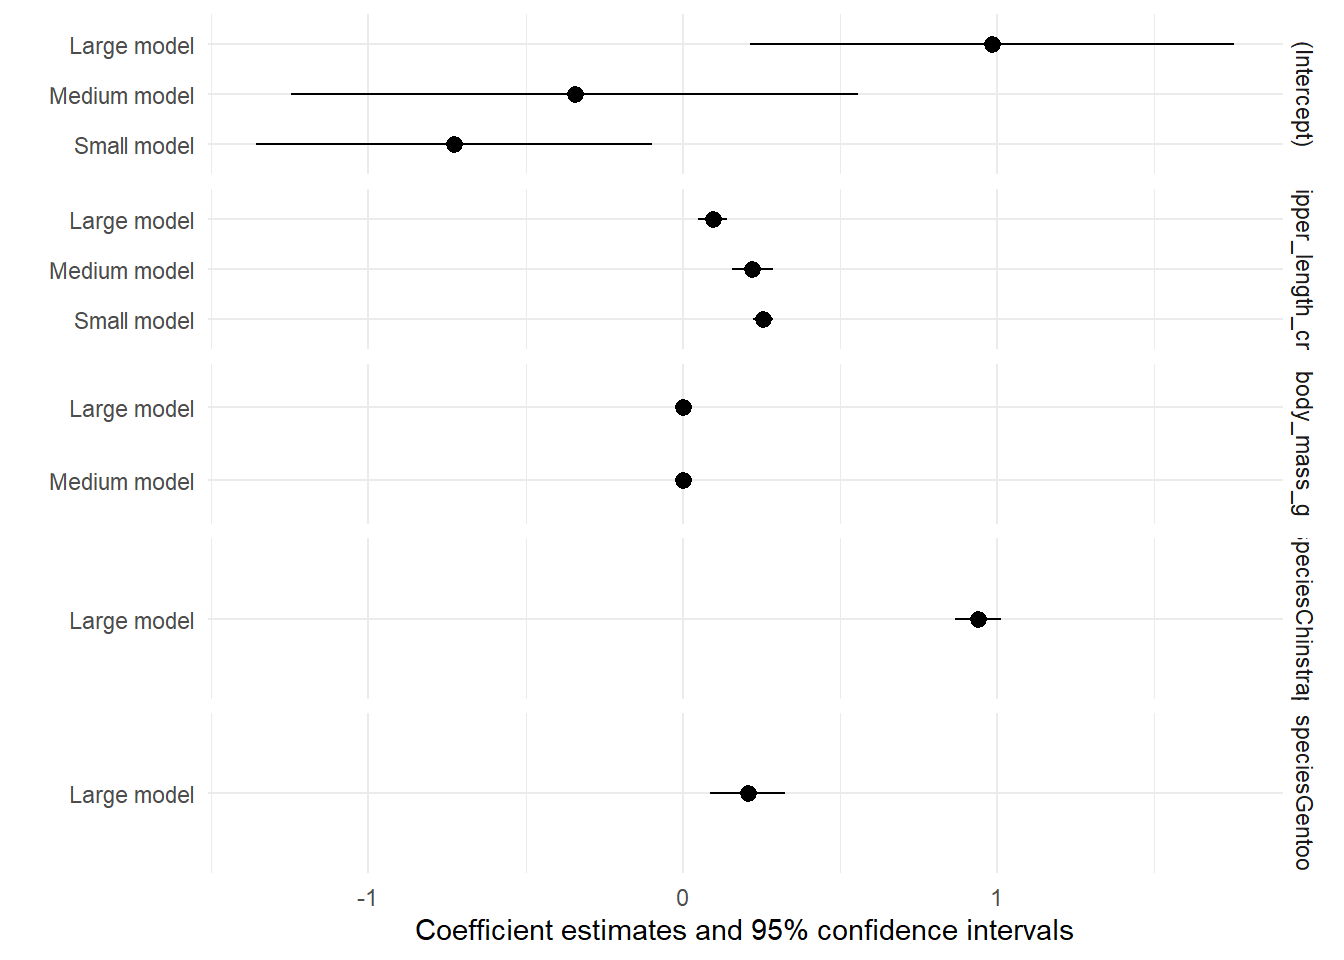 Large model
Medium model
Small model
(Intercept)
Large model
Medium model
Small model
ipper_length_cr
Large model
Medium model
body_mass_g
Large model
peciesChinstra
Large model
speciesGentoo
-1 0 1
Coefficient estimates and 95% confidence intervals